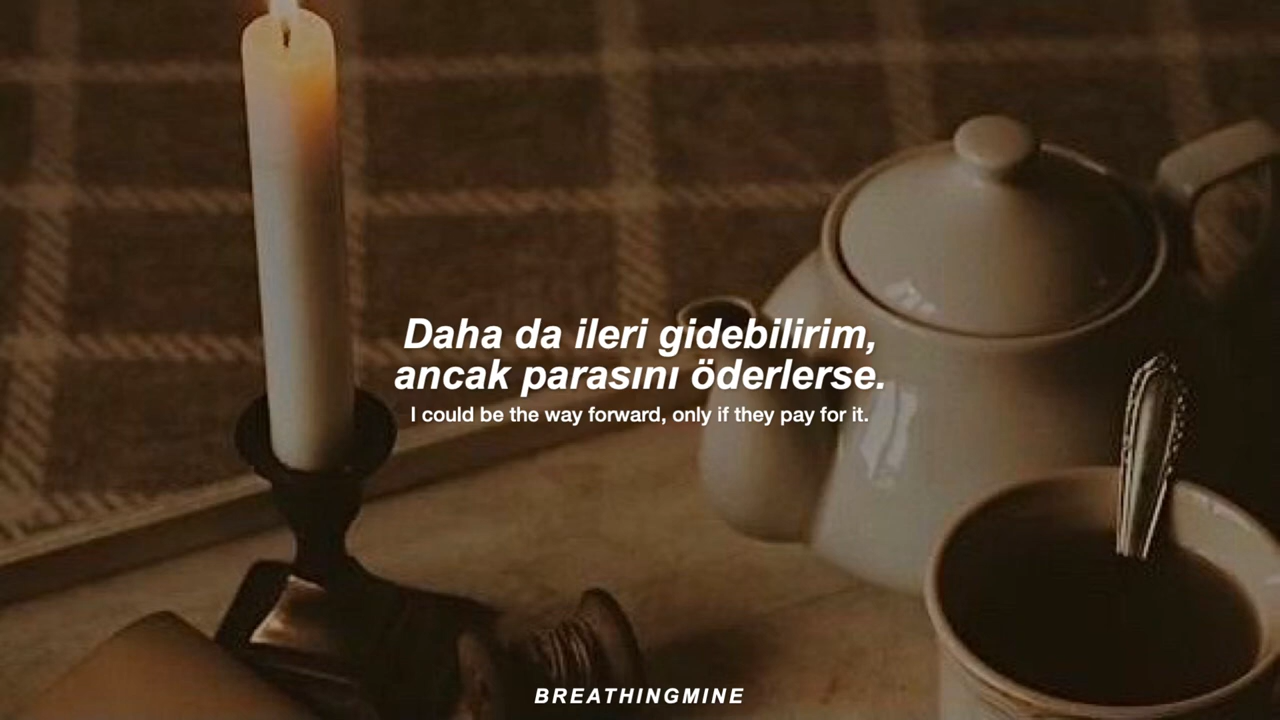 Daha da ileri gidebilirim,
ancak parasını öderlerse.
I could be the way forward, only if they pay for it.
BREATHINGMINE